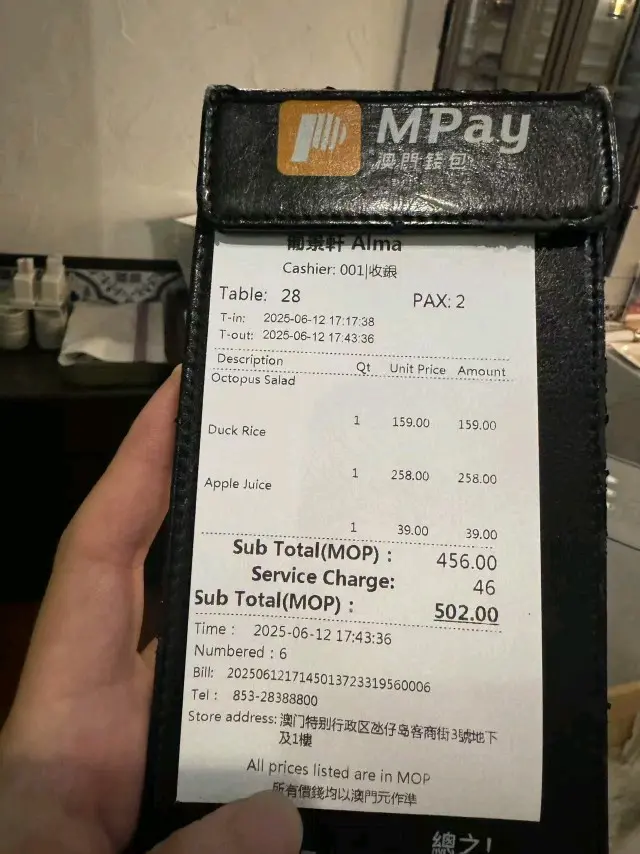 MPay
澳門錢包
葡景軒 Alma
Cashier: 001|收銀
Table: 28 PAX: 2
T-in: 2025-06-12 17:17:38
T-out: 2025-06-12 17:43:36
Description Qt Unit Price Amount
Octopus Salad
1 159.00 159.00
Duck Rice
1 258.00 258.00
Apple Juice
1 39.00 39.00
Sub Total(MOP) : 456.00
Service Charge: 46
Sub Total(MOP) : 502.00
Time : 2025-06-12 17:43:36
Numbered : 6
Bill: 2025061217145013723319560006
Tel : 853-28388800
Store address: 澳门特别行政区氹仔岛客商街3號地下
及1樓
All prices listed are in MOP
所有價錢均以澳門元作準
總之!